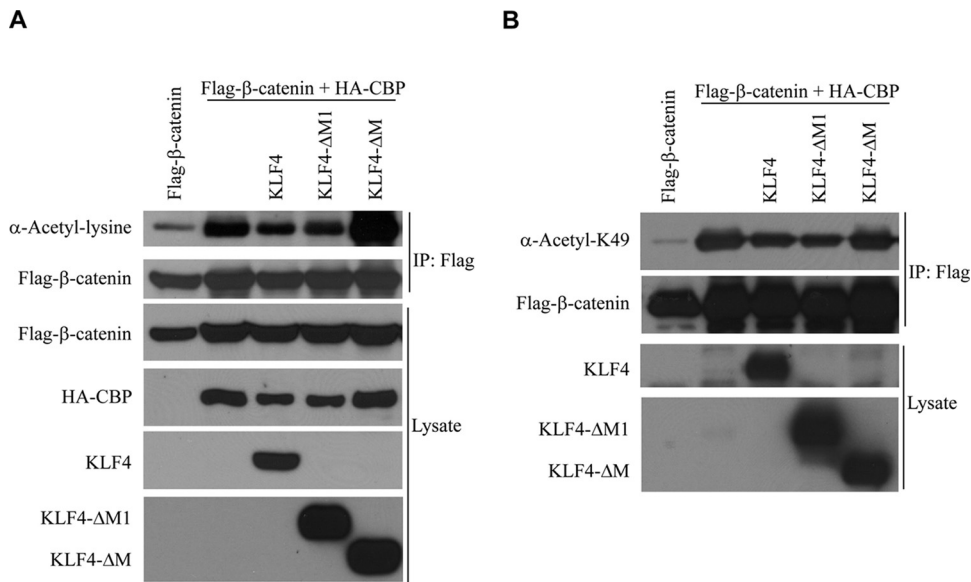 A
Flag-β-catenin + HA-CBP
Flag-β-catenin
KLF4
KLF4-ΔM1
KLF4-ΔM
α-Acetyl-lysine
Flag-β-catenin
IP: Flag
Flag-β-catenin
HA-CBP
KLF4
KLF4-ΔM1
KLF4-ΔM
Lysate
B
Flag-β-catenin + HA-CBP
Flag-β-catenin
KLF4
KLF4-ΔM1
KLF4-ΔM
α-Acetyl-K49
Flag-β-catenin
IP: Flag
KLF4
KLF4-ΔM1
KLF4-ΔM
Lysate